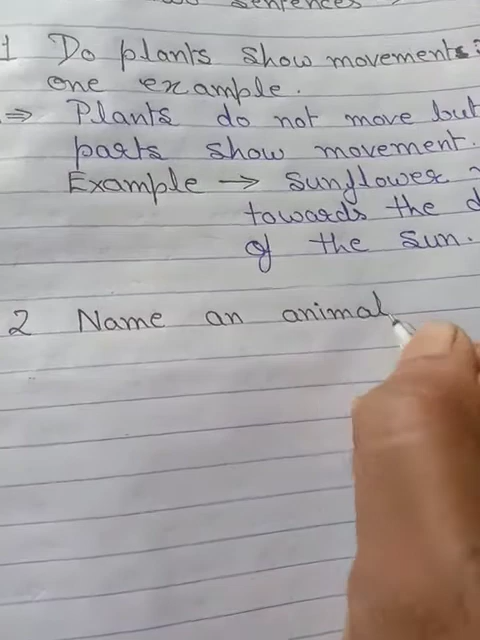 sentences
1 Do plants show movements?
one example.
⇒ Plants do not move but
parts show movement.
Example → sunflower
towards the
of the sun.
2 Name an animal